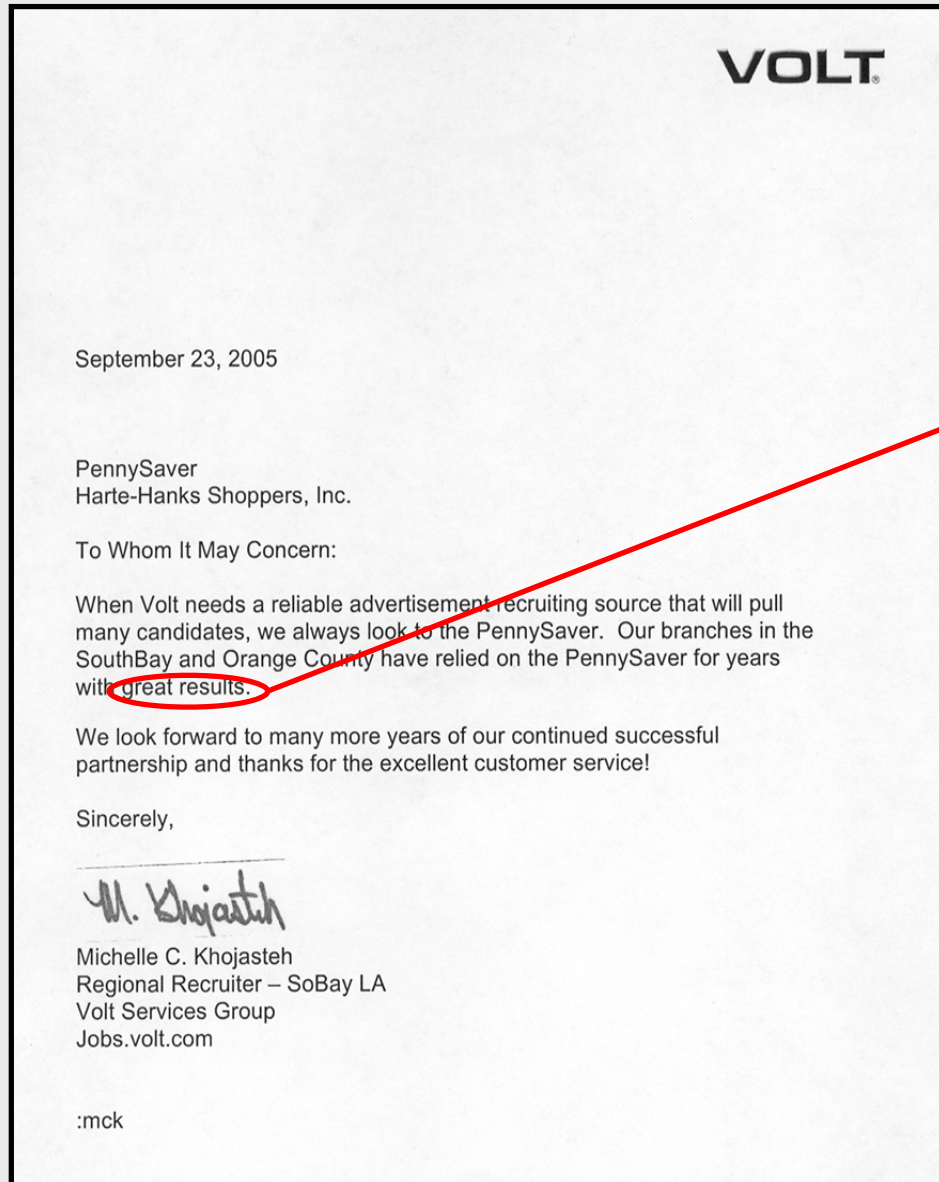 VOLT®
September 23, 2005
PennySaver
Harte-Hanks Shoppers, Inc.
To Whom It May Concern:
When Volt needs a reliable advertisement recruiting source that will pull
many candidates, we always look to the PennySaver.  Our branches in the
SouthBay and Orange County have relied on the PennySaver for years
with great results.
We look forward to many more years of our continued successful
partnership and thanks for the excellent customer service!
Sincerely,
M. Khojasteh
Michelle C. Khojasteh
Regional Recruiter – SoBay LA
Volt Services Group
Jobs.volt.com
:mck